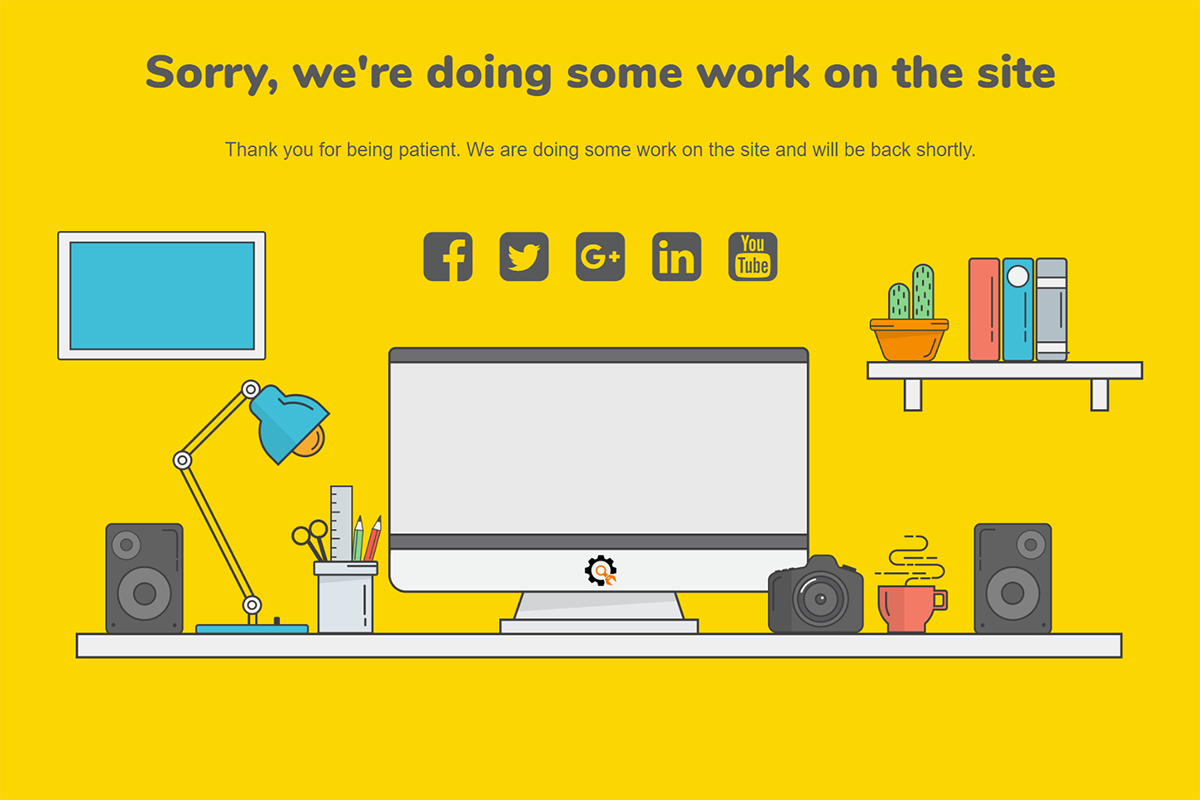 Sorry, we're doing some work on the site
Thank you for being patient. We are doing some work on the site and will be back shortly.
f G+ in You
Tube